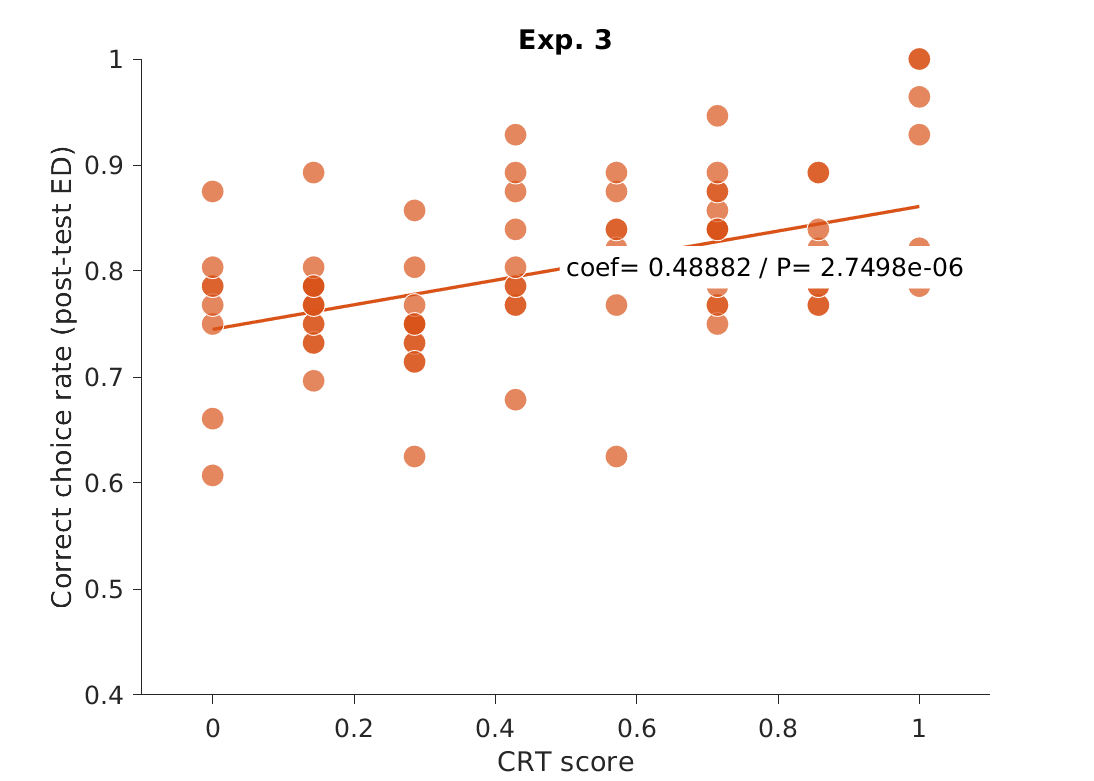 Exp. 3
1
0.9
0.8
0.7
0.6
0.5
0.4
Correct choice rate (post-test ED)
coef= 0.48882 / P= 2.7498e-06
0 0.2 0.4 0.6 0.8 1
CRT score